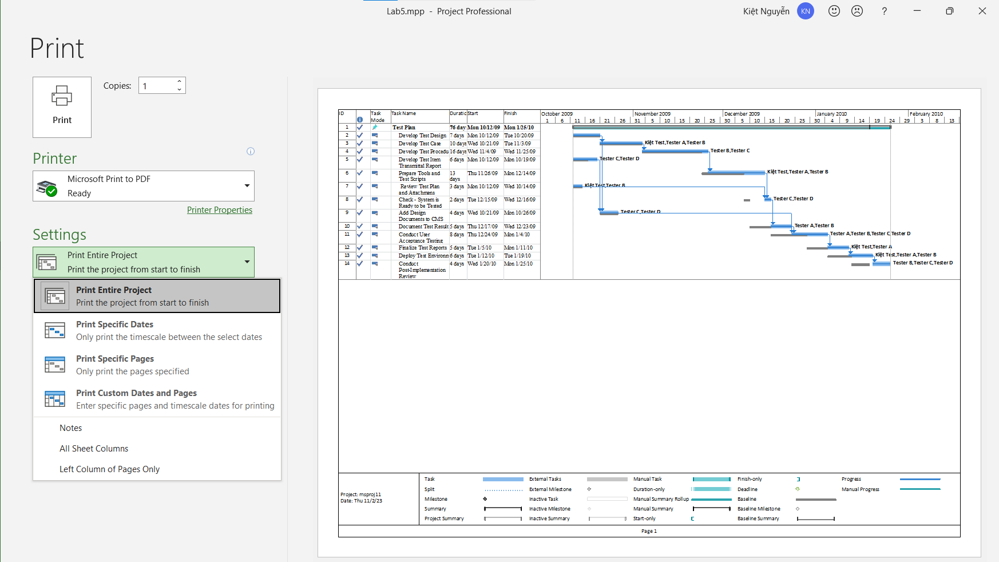 Lab5.mpp - Project Professional
Kiệt Nguyễn
KN
?
Print
Print
Copies:
1
Printer
Microsoft Print to PDF
Ready
Printer Properties
Settings
Print Entire Project
Print the project from start to finish
Print Entire Project
Print the project from start to finish
Print Specific Dates
Only print the timescale between the select dates
Print Specific Pages
Only print the pages specified
Print Custom Dates and Pages
Enter specific pages and timescale dates for printing
Notes
All Sheet Columns
Left Column of Pages Only
ID Task Mode Task Name Duratic Start Finish
October 2009 November 2009 December 2009 January 2010 February 2010
1 6 11 16 21 26 31 5 10 15 20 25 30 5 10 15 20 25 30 4 9 14 19 24 29 3 8 13
1 Test Plan 76 day Mon 10/12/09 Mon 1/25/10
2 Develop Test Design 7 days Mon 10/12/09 Tue 10/20/09
3 Develop Test Case 10 days Wed 10/21/09 Tue 11/3/09 Kiệt Test,Tester A,Tester B
4 Develop Test Procedu 16 days Wed 11/4/09 Wed 11/25/09 Tester B,Tester C
5 Develop Test Item Transmittal Report 6 days Mon 10/12/09 Mon 10/19/09 Tester C,Tester D
6 Prepare Tools and Test Scripts 13 days Thu 11/26/09 Mon 12/14/09 Kiệt Test,Tester A,Tester B
7 Review Test Plan and Attachmens 3 days Mon 10/12/09 Wed 10/14/09 Kiệt Test,Tester B
8 Check - System is Ready to be Tested 2 days Tue 12/15/09 Wed 12/16/09 Tester C,Tester D
9 Add Design Documents to CMS 4 days Wed 10/21/09 Mon 10/26/09 Tester C,Tester D
10 Document Test Result 5 days Thu 12/17/09 Wed 12/23/09 Tester A,Tester B
11 Conduct User Acceptance Testing 8 days Thu 12/24/09 Mon 1/4/10 Tester A,Tester B,Tester C,Tester D
12 Finalize Test Reports 5 days Tue 1/5/10 Mon 1/11/10 Kiệt Test,Tester A
13 Deploy Test Environm 6 days Tue 1/12/10 Tue 1/19/10 Kiệt Test,Tester A,Tester B
14 Conduct Post-Implementation Review 4 days Wed 1/20/10 Mon 1/25/10 Tester B,Tester C,Tester D
Project: msproj11
Date: Thu 11/2/23
Task External Tasks Manual Task Finish-only Progress
Split External Milestone Duration-only Deadline Manual Progress
Milestone Inactive Task Manual Summary Rollup Baseline
Summary Inactive Milestone Manual Summary Baseline Milestone
Project Summary Inactive Summary Start-only Baseline Summary
Page 1